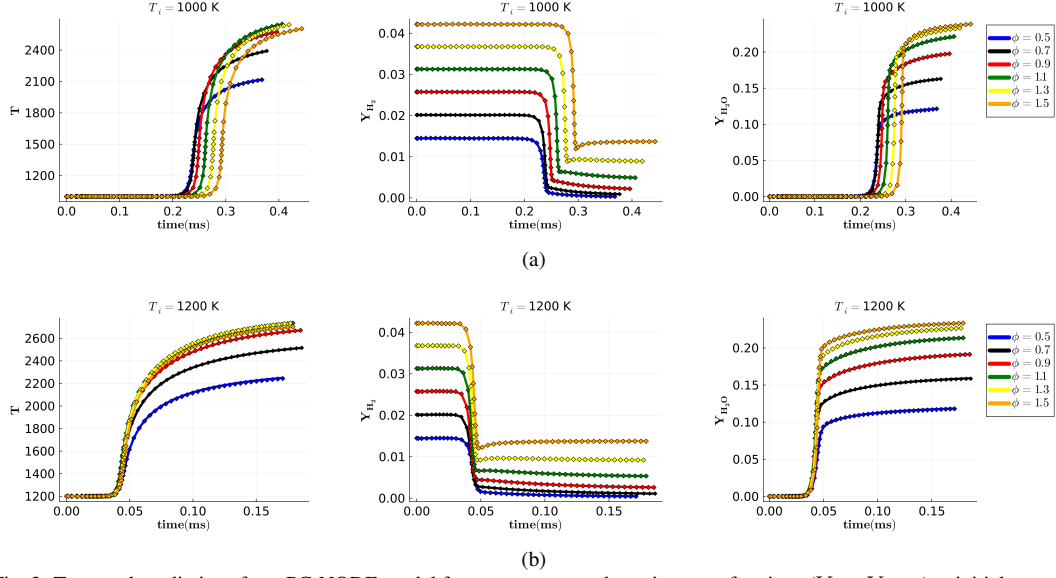 T_i = 1000 K
T_i = 1000 K
T_i = 1000 K
T
2400
2100
1800
1500
1200
0.0 0.1 0.2 0.3 0.4
time(ms)
Y_H₂
0.04
0.03
0.02
0.01
0.00
0.0 0.1 0.2 0.3 0.4
time(ms)
Y_H₂O
0.20
0.15
0.10
0.05
0.00
0.0 0.1 0.2 0.3 0.4
time(ms)
ϕ = 0.5
ϕ = 0.7
ϕ = 0.9
ϕ = 1.1
ϕ = 1.3
ϕ = 1.5
(a)
T_i = 1200 K
T_i = 1200 K
T_i = 1200 K
T
2600
2400
2200
2000
1800
1600
1400
1200
0.00 0.05 0.10 0.15
time(ms)
Y_H₂
0.04
0.03
0.02
0.01
0.00
0.00 0.05 0.10 0.15
time(ms)
Y_H₂O
0.20
0.15
0.10
0.05
0.00
0.00 0.05 0.10 0.15
time(ms)
ϕ = 0.5
ϕ = 0.7
ϕ = 0.9
ϕ = 1.1
ϕ = 1.3
ϕ = 1.5
(b)